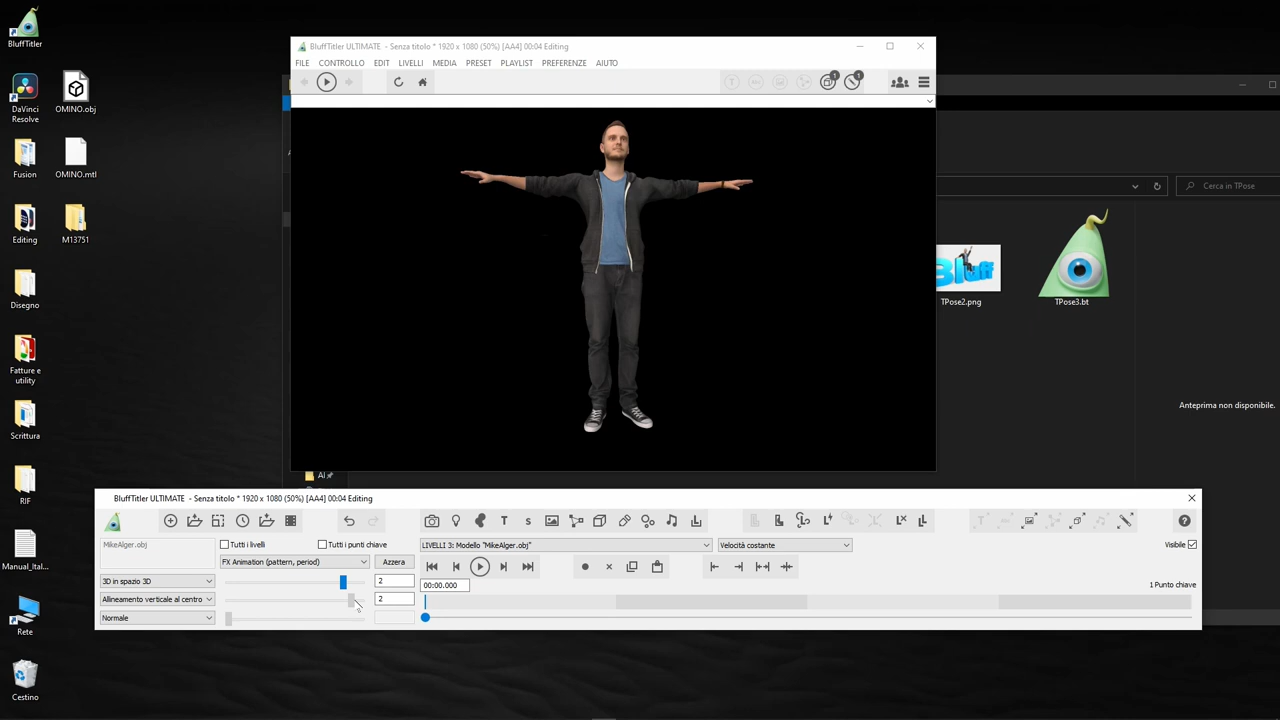 BluffTitler
DaVinci
Resolve
OMINO.obj
Fusion
OMINO.mtl
Editing
M13751
Disegno
Fatture e
utility
Scrittura
RIF
Manual_Ital...
Rete
Cestino
BluffTitler ULTIMATE - Senza titolo * 1920 x 1080 (50%) [AA4] 00:04 Editing
FILE CONTROLLO EDIT LIVELLI MEDIA PRESET PLAYLIST PREFERENZE AIUTO
1 1
Cerca in TPose
TPose2.png
TPose3.bt
Anteprima non disponibile.
BluffTitler ULTIMATE - Senza titolo * 1920 x 1080 (50%) [AA4] 00:04 Editing
MikeAlger.obj
Tutti i livelli Tutti i punti chiave
LIVELLI 3: Modello "MikeAlger.obj" Velocità costante Visibile
FX Animation (pattern, period) Azzera
3D in spazio 3D 2 00:00.000 1 Punto chiave
Allineamento verticale al centro 2
Normale